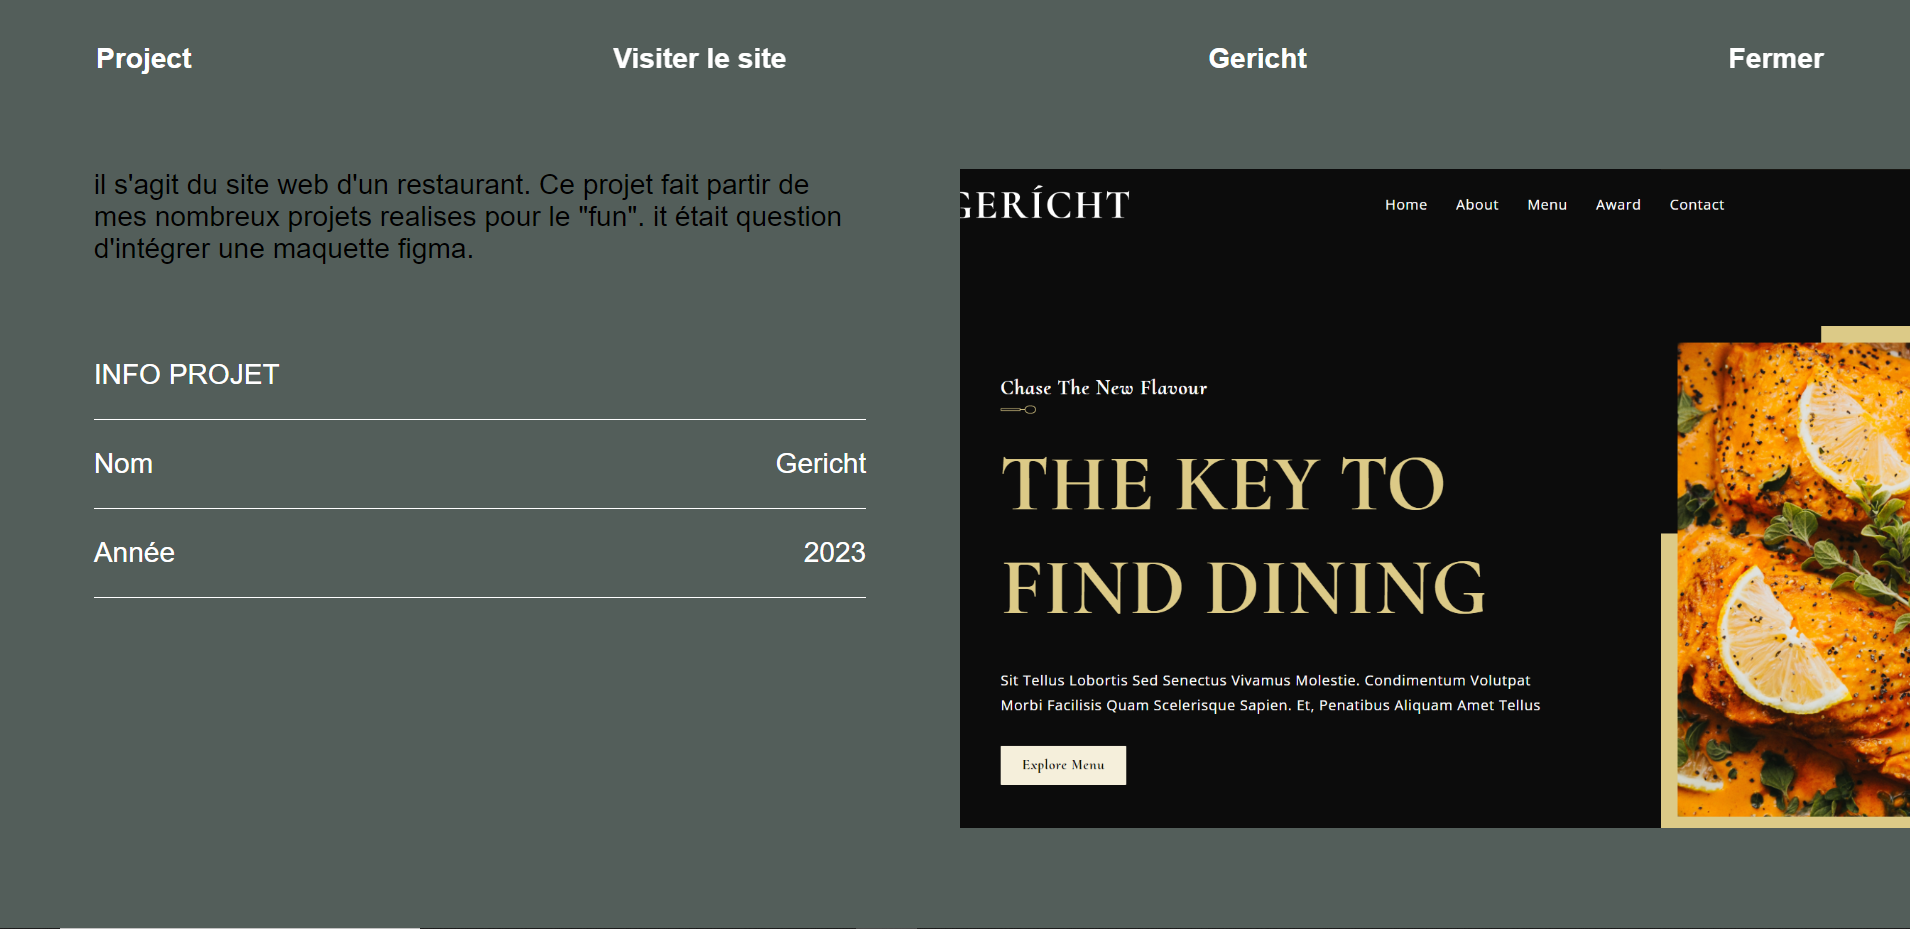 Project
Visiter le site
Gericht
Fermer
il s'agit du site web d'un restaurant. Ce projet fait partir de
mes nombreux projets realises pour le "fun". it était question
d'intégrer une maquette figma.
INFO PROJET
Nom Gericht
Année 2023
GERÍCHT
Home About Menu Award Contact
Chase The New Flavour
THE KEY TO
FIND DINING
Sit Tellus Lobortis Sed Senectus Vivamus Molestie. Condimentum Volutpat
Morbi Facilisis Quam Scelerisque Sapien. Et, Penatibus Aliquam Amet Tellus
Explore Menu